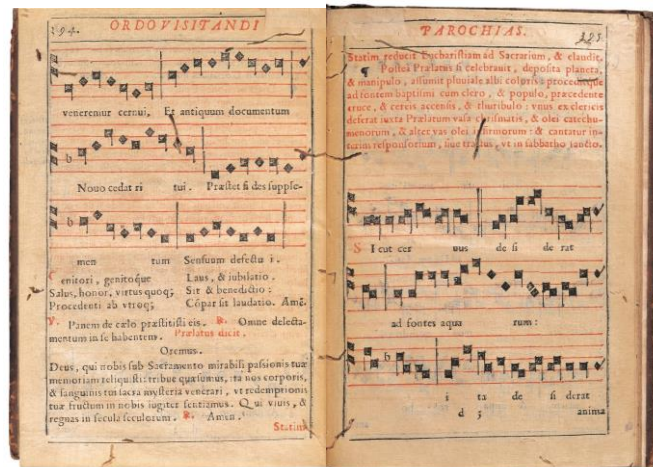 194.
ORDO VISITANDI
veneremur cernui, Et antiquum documentum
Nouo cedat ri tui. Præstet fi des supple-
men tum Sensuum defectu i.
Genitori, genitoque Laus, & iubilatio.
Salus, honor, virtus quoq; Sit & benedictio:
Procedenti ab vtroq; Cōpar sit laudatio. Amē.
V. Panem de cælo præstitisti eis. R. Omne delecta-
mentum in se habentem. Prælatus dicit.
Oremus.
Deus, qui nobis sub Sacramento mirabili passionis tuæ
memoriam reliquisti: tribue quæsumus, ita nos corporis,
& sanguinis tui sacra mysteria venerari, vt redemptionis
tuæ fructum in nobis iugiter sentiamus. Qui viuis, &
regnas in secula seculorum. R. Amen.
Statim
PAROCHIAS.
Statim reducit Eucharistiam ad Sacrarium, & claudit.
Postea Prælatus si celebrauit, deposita planeta,
& manipulo, assumit pluuiale albi coloris: proceditque
ad fontem baptismi cum clero, & populo, præcedente
cruce, & cereis accensis, & thuribulo: vnus ex clericis
deferat iuxta Prælatum vasa chrismatis, & olei catechu-
menorum, & alter vas olei infirmorum: & cantatur in-
terim responsorium, siue tractus, vt in sabbatho sancto.
SIcut cer uus de si de rat
ad fontes aqua rum:
i ta de si derat
d 3 anima